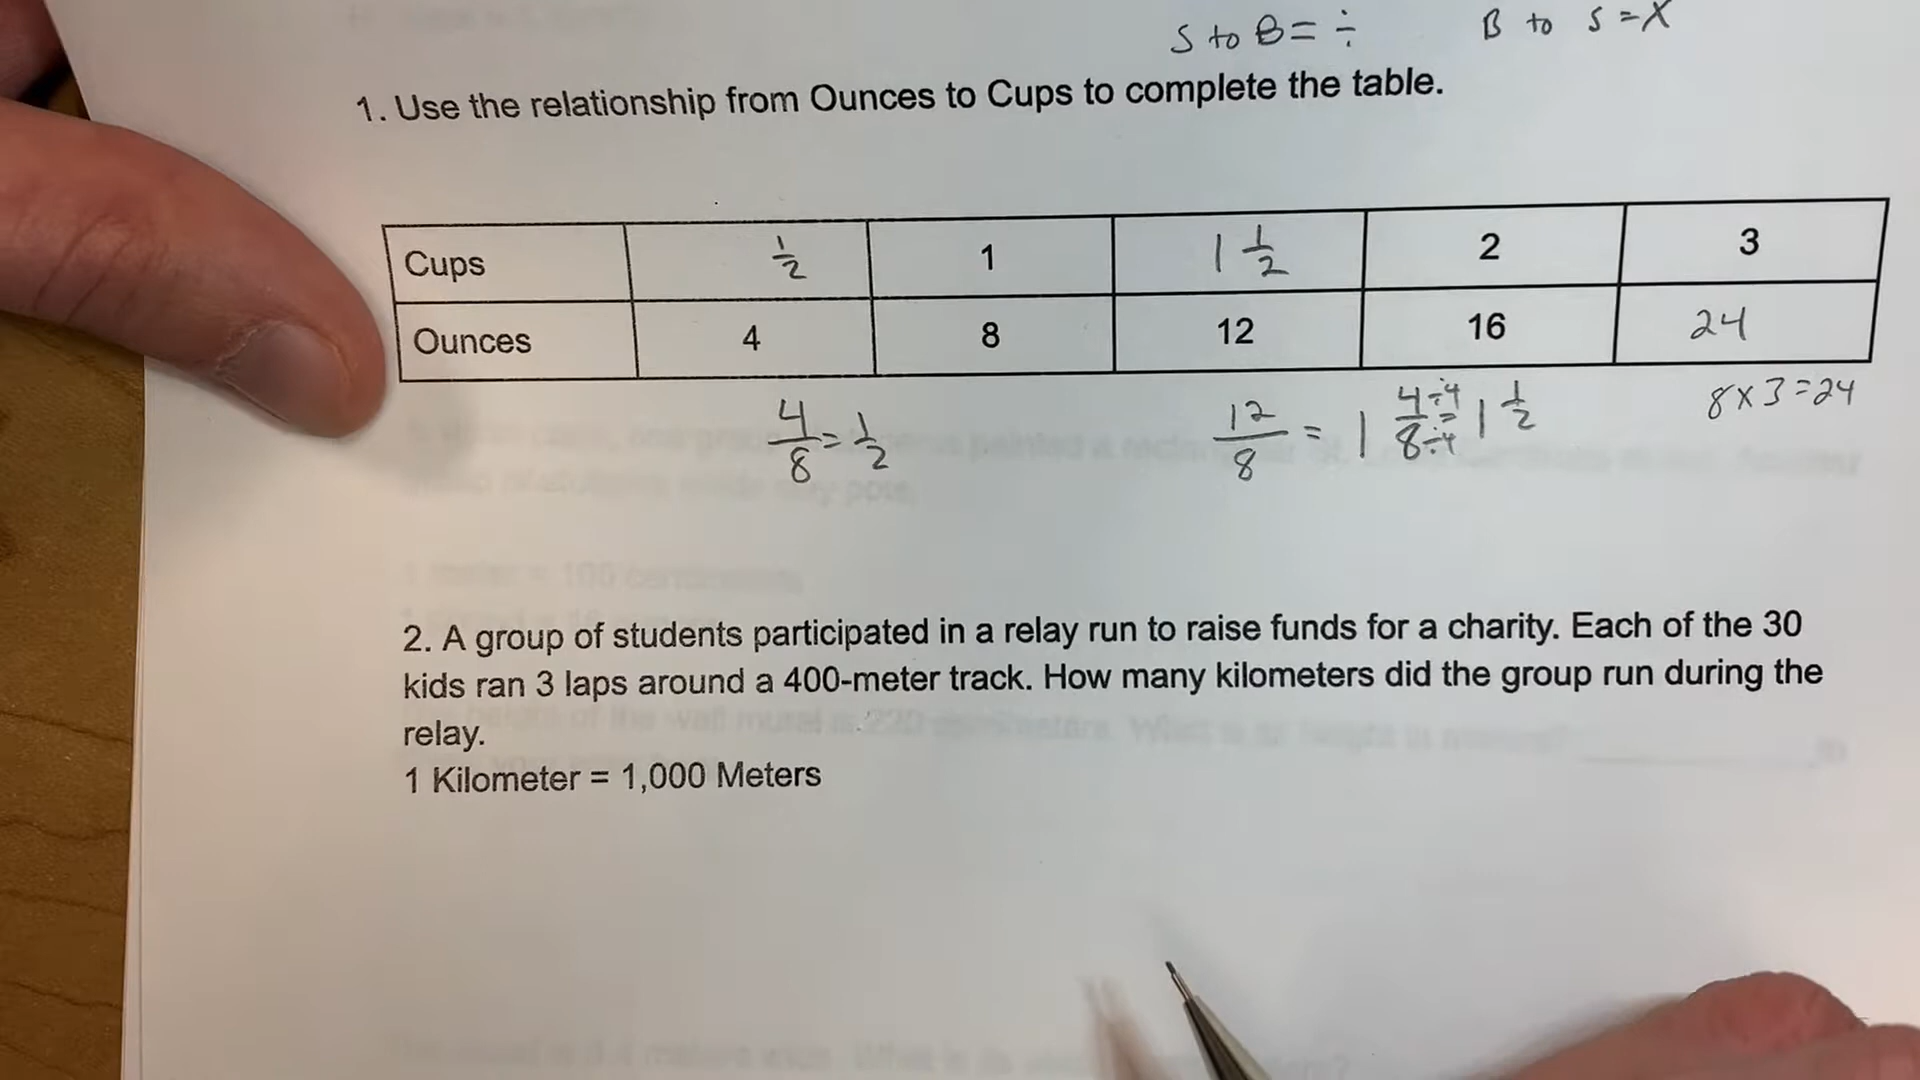 S to B = ÷ B to S = X
1. Use the relationship from Ounces to Cups to complete the table.
Cups 1/2 1 1 1/2 2 3
Ounces 4 8 12 16 24
4/8 = 1/2 12/8 = 1 4÷4/8÷4 = 1 1/2 8 x 3 = 24
2. A group of students participated in a relay run to raise funds for a charity. Each of the 30
kids ran 3 laps around a 400-meter track. How many kilometers did the group run during the
relay.
1 Kilometer = 1,000 Meters